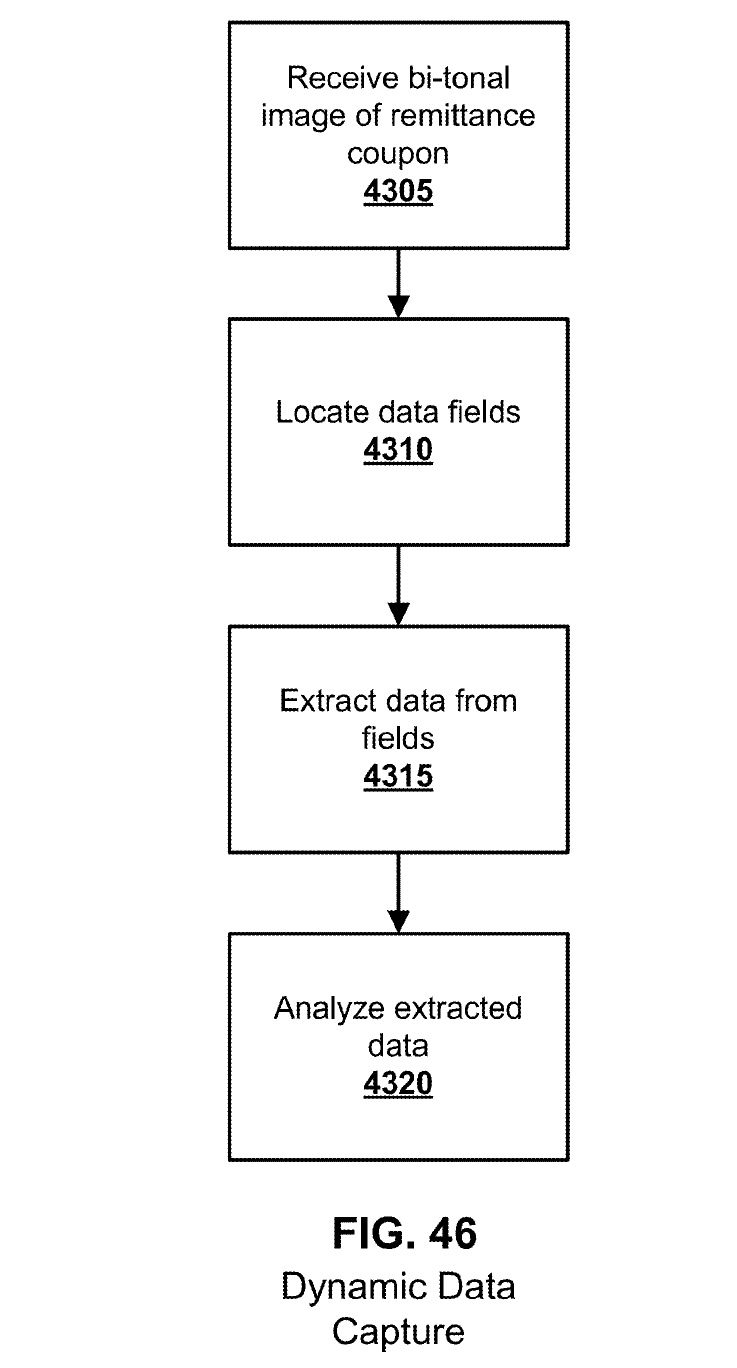 Receive bi-tonal
image of remittance
coupon
4305
Locate data fields
4310
Extract data from
fields
4315
Analyze extracted
data
4320
FIG. 46
Dynamic Data
Capture